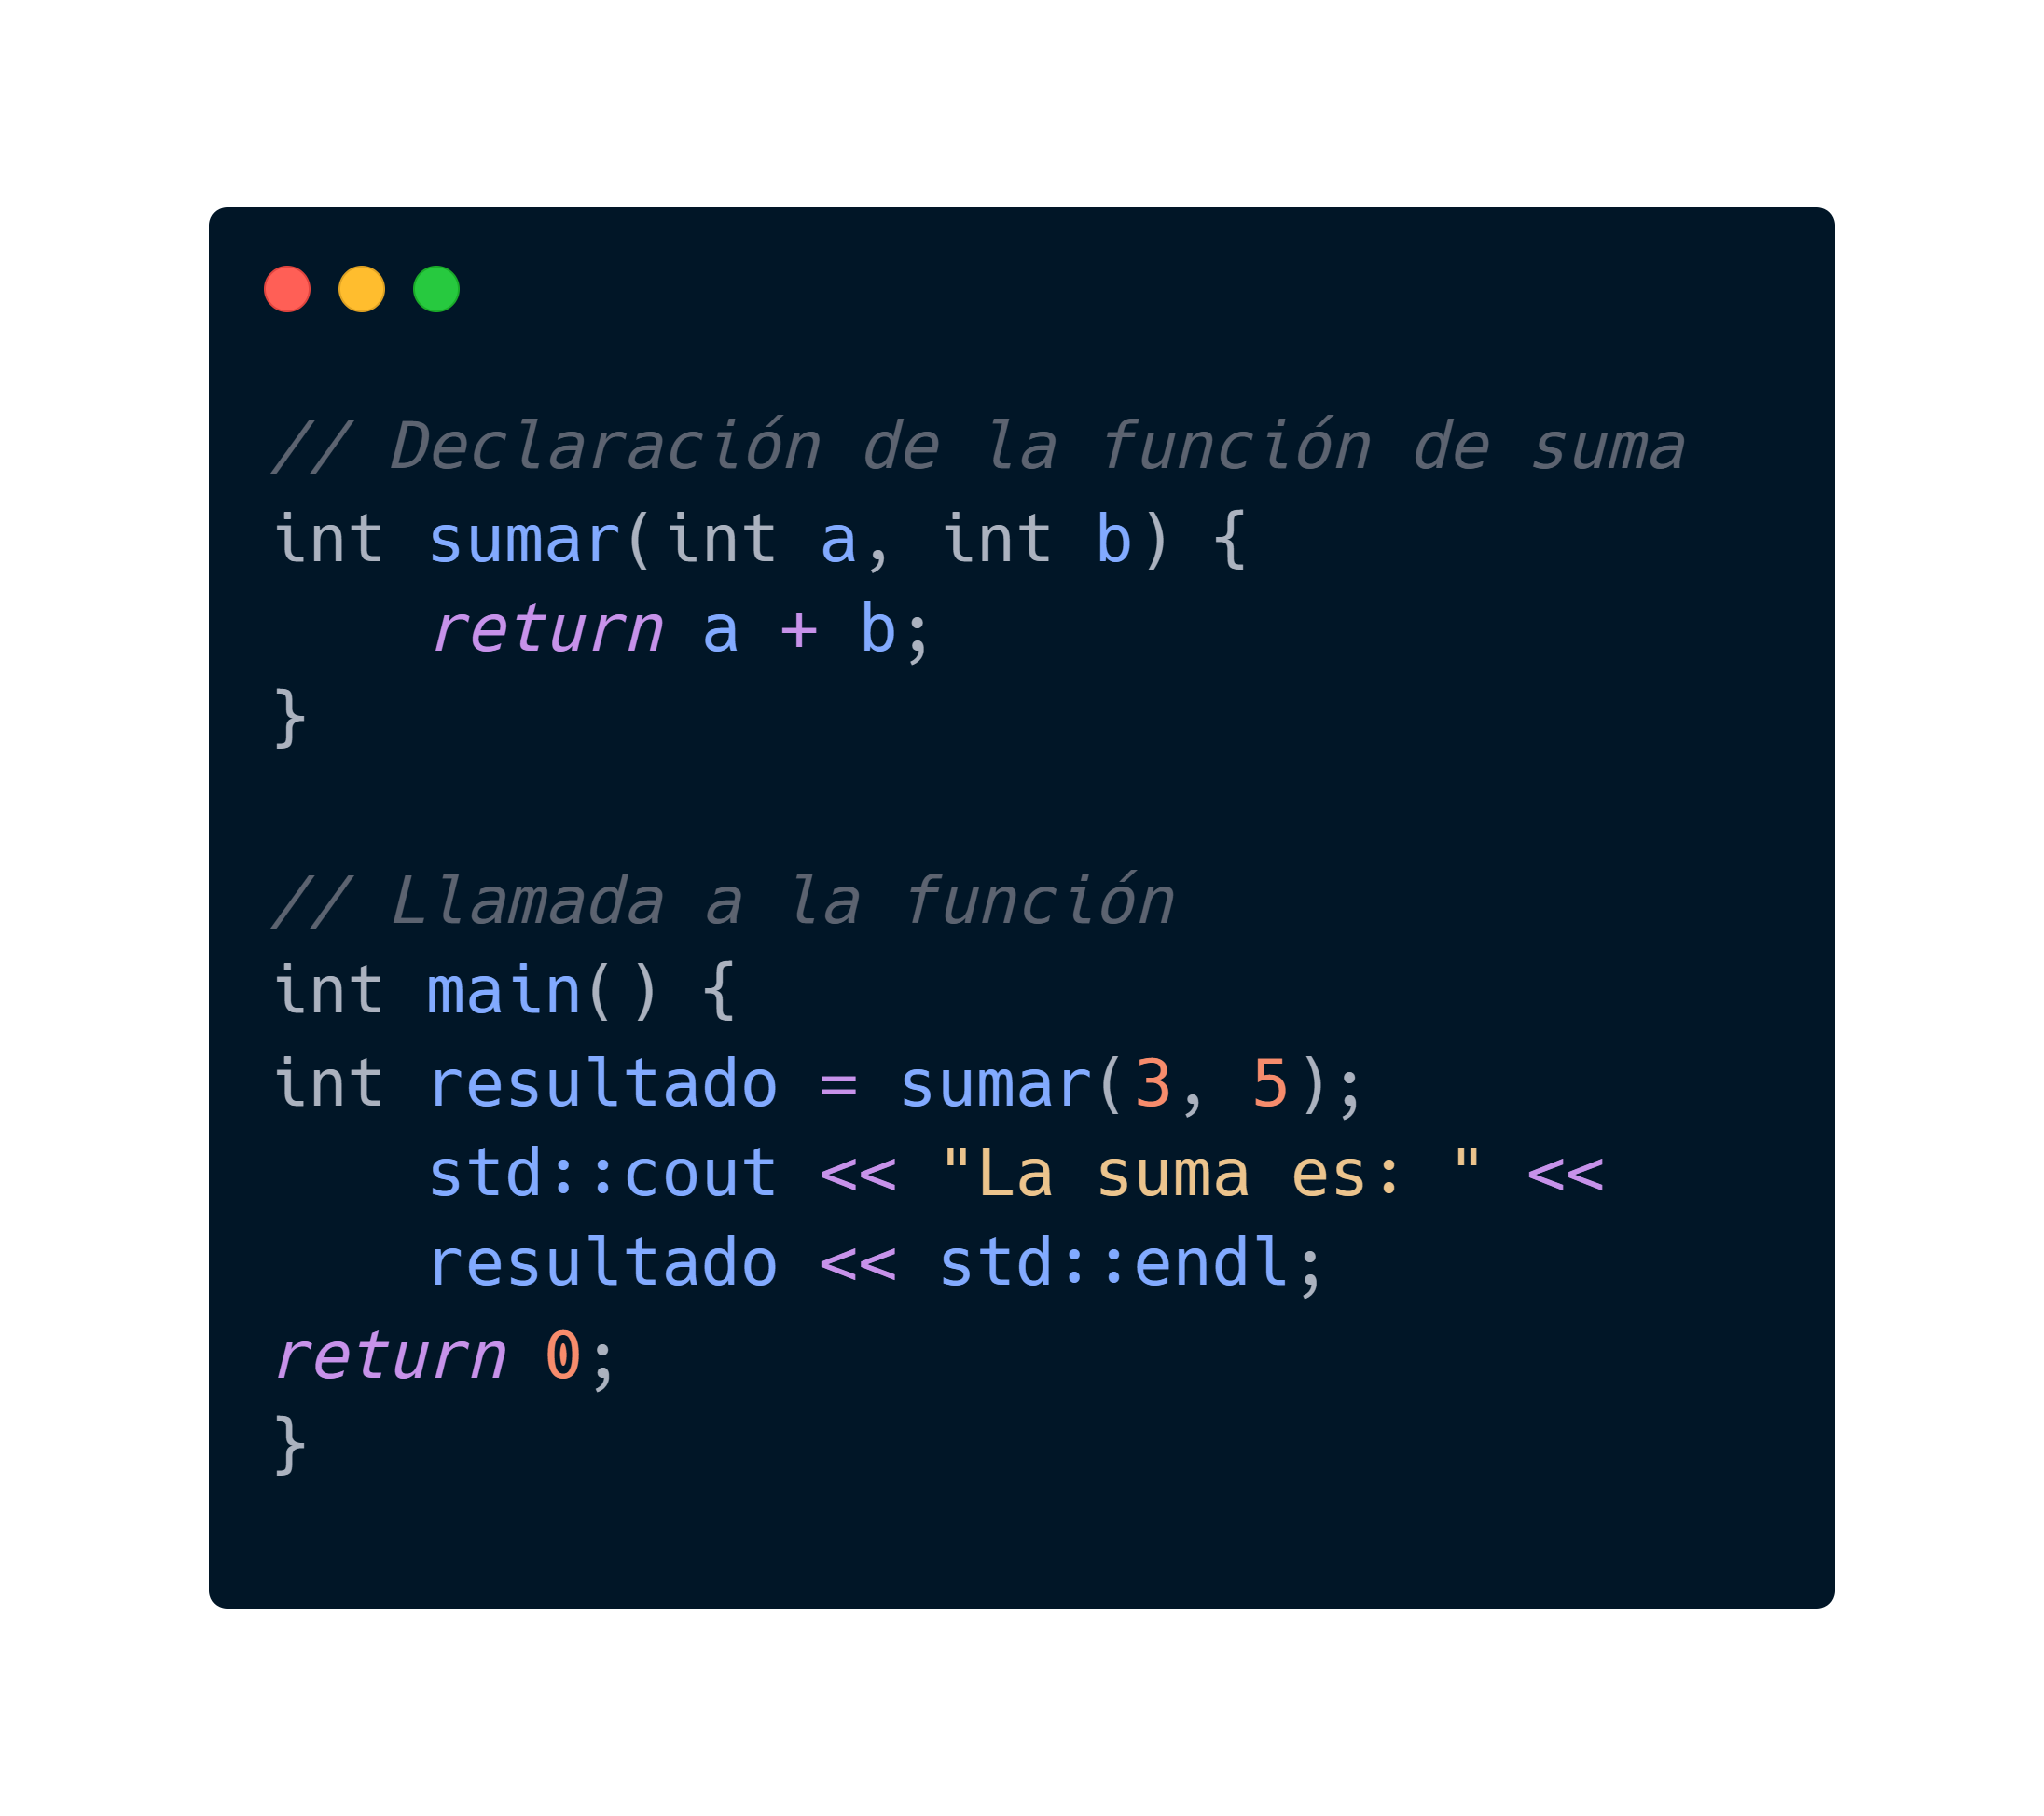 // Declaración de la función de suma
int sumar(int a, int b) {
    return a + b;
}

// Llamada a la función
int main() {
int resultado = sumar(3, 5);
    std::cout << "La suma es: " <<
    resultado << std::endl;
return 0;
}